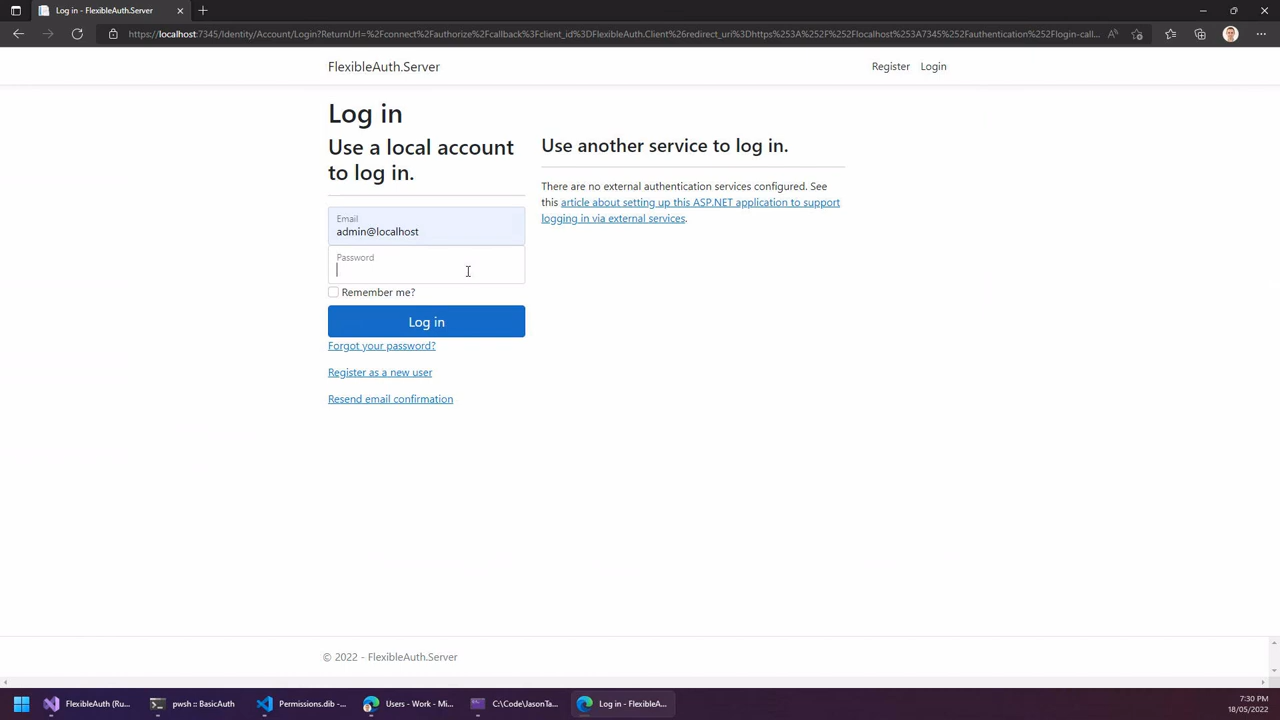 Log in - FlexibleAuth.Server
https://localhost:7345/Identity/Account/Login?ReturnUrl=%2Fconnect%2Fauthorize%2Fcallback%3Fclient_id%3DFlexibleAuth.Client%26redirect_uri%3Dhttps%253A%252F%252Flocalhost%253A7345%252Fauthentication%252Flogin-call...
FlexibleAuth.Server
Register
Login
Log in
Use a local account
to log in.
Email
admin@localhost
Password
Remember me?
Log in
Forgot your password?
Register as a new user
Resend email confirmation
Use another service to log in.
There are no external authentication services configured. See
this article about setting up this ASP.NET application to support
logging in via external services.
© 2022 - FlexibleAuth.Server
FlexibleAuth (Ru...
pwsh :: BasicAuth
Permissions.dib -...
Users - Work - Mi...
C:\Code\JasonTa...
Log in - FlexibleA...
7:30 PM
18/05/2022